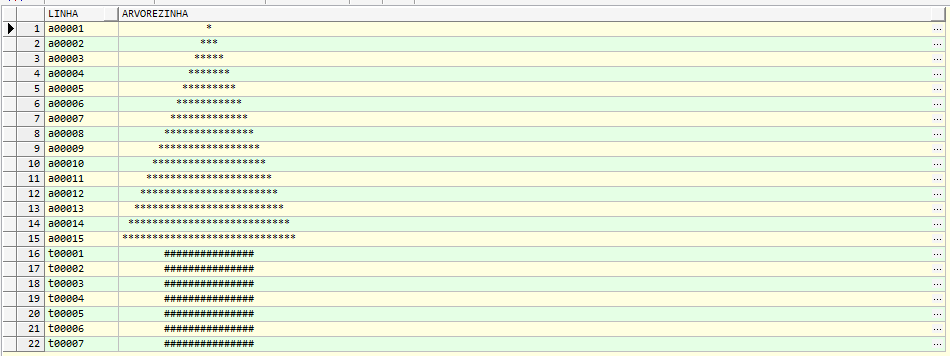 LINHA ARVOREZINHA
1 a00001               *
2 a00002              ***
3 a00003             *****
4 a00004            *******
5 a00005           *********
6 a00006          ***********
7 a00007         *************
8 a00008        ***************
9 a00009       *****************
10 a00010      *******************
11 a00011     *********************
12 a00012    ***********************
13 a00013   *************************
14 a00014  ***************************
15 a00015 *****************************
16 t00001        ###############
17 t00002        ###############
18 t00003        ###############
19 t00004        ###############
20 t00005        ###############
21 t00006        ###############
22 t00007        ###############